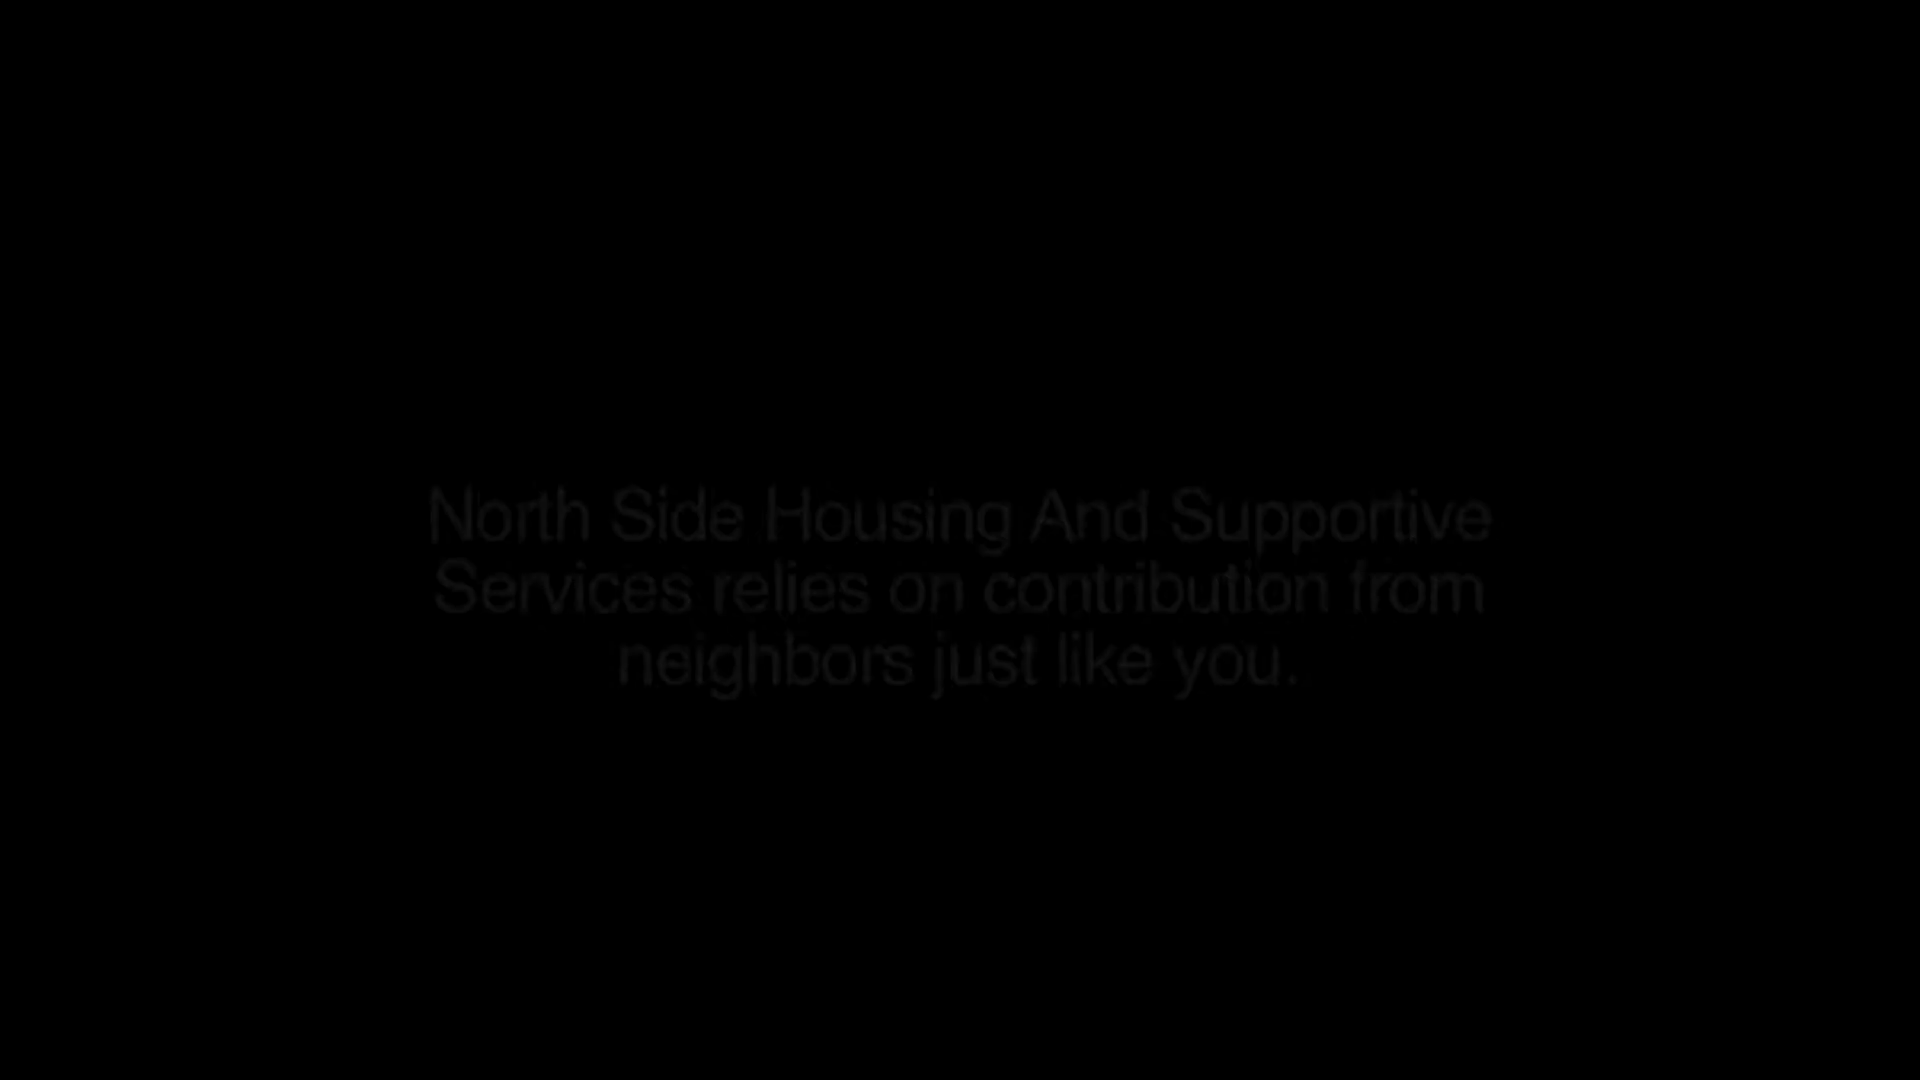 North Side Housing And Supportive
Services relies on contribution from
neighbors just like you.